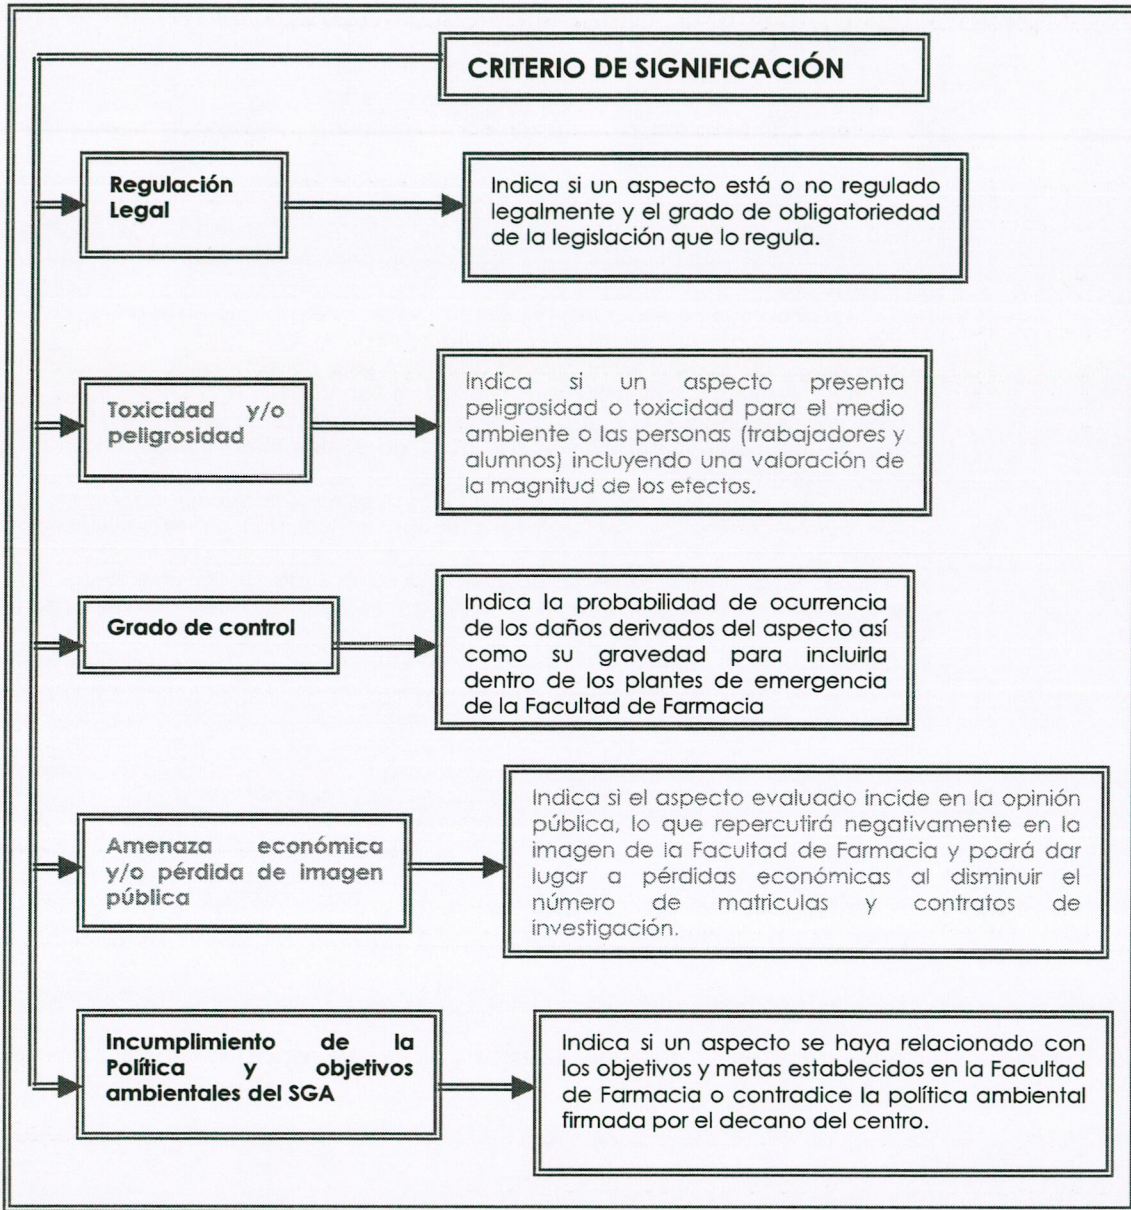 CRITERIO DE SIGNIFICACIÓN
Regulación
Legal
Indica si un aspecto está o no regulado
legalmente y el grado de obligatoriedad
de la legislación que lo regula.
Toxicidad y/o
peligrosidad
Indica si un aspecto presenta
peligrosidad o toxicidad para el medio
ambiente o las personas (trabajadores y
alumnos) incluyendo una valoración de
la magnitud de los efectos.
Grado de control
Indica la probabilidad de ocurrencia
de los daños derivados del aspecto así
como su gravedad para incluirla
dentro de los plantes de emergencia
de la Facultad de Farmacia
Amenaza económica
y/o pérdida de imagen
pública
Indica si el aspecto evaluado incide en la opinión
pública, lo que repercutirá negativamente en la
imagen de la Facultad de Farmacia y podrá dar
lugar a pérdidas económicas al disminuir el
número de matriculas y contratos de
investigación.
Incumplimiento de la
Política y objetivos
ambientales del SGA
Indica si un aspecto se haya relacionado con
los objetivos y metas establecidos en la Facultad
de Farmacia o contradice la política ambiental
firmada por el decano del centro.